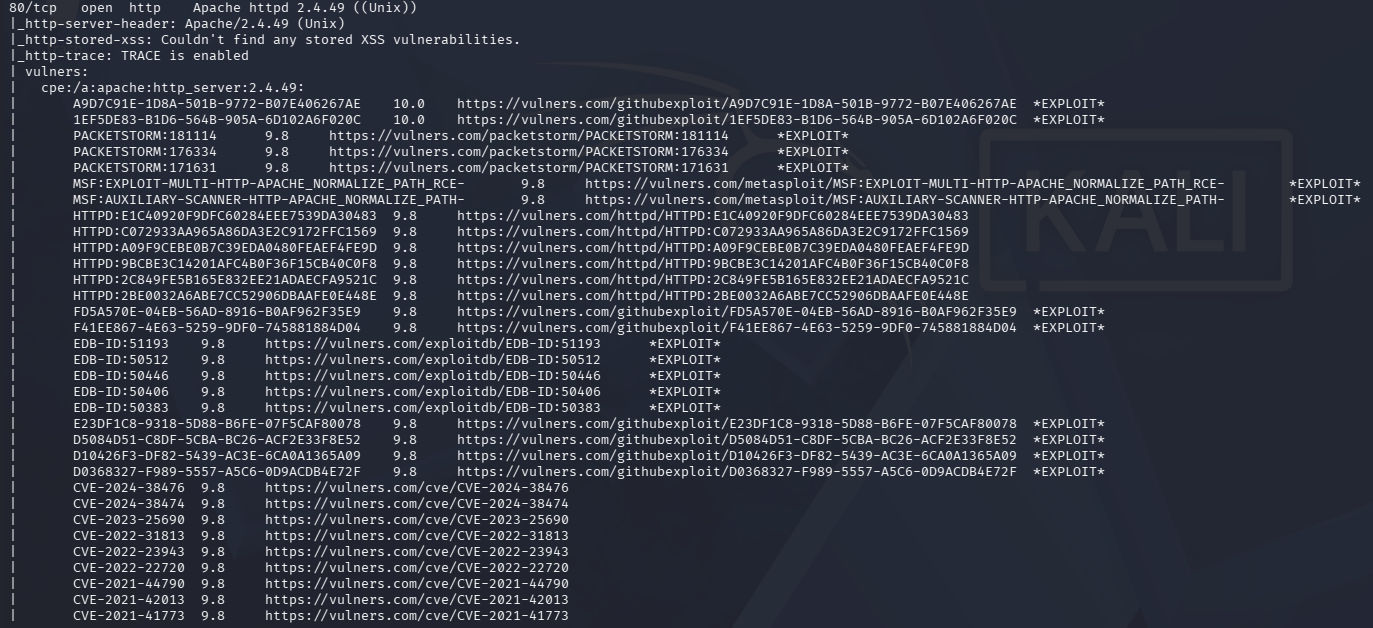 80/tcp open http Apache httpd 2.4.49 ((Unix))
|_http-server-header: Apache/2.4.49 (Unix)
|_http-stored-xss: Couldn't find any stored XSS vulnerabilities.
|_http-trace: TRACE is enabled
| vulners:
| cpe:/a:apache:http_server:2.4.49:
| A9D7C91E-1D8A-501B-9772-B07E406267AE 10.0 https://vulners.com/githubexploit/A9D7C91E-1D8A-501B-9772-B07E406267AE *EXPLOIT*
| 1EF5DE83-B1D6-564B-905A-6D102A6F020C 10.0 https://vulners.com/githubexploit/1EF5DE83-B1D6-564B-905A-6D102A6F020C *EXPLOIT*
| PACKETSTORM:181114 9.8 https://vulners.com/packetstorm/PACKETSTORM:181114 *EXPLOIT*
| PACKETSTORM:176334 9.8 https://vulners.com/packetstorm/PACKETSTORM:176334 *EXPLOIT*
| PACKETSTORM:171631 9.8 https://vulners.com/packetstorm/PACKETSTORM:171631 *EXPLOIT*
| MSF:EXPLOIT-MULTI-HTTP-APACHE_NORMALIZE_PATH_RCE- 9.8 https://vulners.com/metasploit/MSF:EXPLOIT-MULTI-HTTP-APACHE_NORMALIZE_PATH_RCE- *EXPLOIT*
| MSF:AUXILIARY-SCANNER-HTTP-APACHE_NORMALIZE_PATH- 9.8 https://vulners.com/metasploit/MSF:AUXILIARY-SCANNER-HTTP-APACHE_NORMALIZE_PATH- *EXPLOIT*
| HTTPD:E1C40920F9DFC60284EEE7539DA30483 9.8 https://vulners.com/httpd/HTTPD:E1C40920F9DFC60284EEE7539DA30483
| HTTPD:C072933AA965A86DA3E2C9172FFC1569 9.8 https://vulners.com/httpd/HTTPD:C072933AA965A86DA3E2C9172FFC1569
| HTTPD:A09F9CEBE0B7C39EDA0480FEAEF4FE9D 9.8 https://vulners.com/httpd/HTTPD:A09F9CEBE0B7C39EDA0480FEAEF4FE9D
| HTTPD:9BCBE3C14201AFC4B0F36F15CB40C0F8 9.8 https://vulners.com/httpd/HTTPD:9BCBE3C14201AFC4B0F36F15CB40C0F8
| HTTPD:2C849FE5B165E832EE21ADAECFA9521C 9.8 https://vulners.com/httpd/HTTPD:2C849FE5B165E832EE21ADAECFA9521C
| HTTPD:2BE0032A6ABE7CC52906DBAAFE0E448E 9.8 https://vulners.com/httpd/HTTPD:2BE0032A6ABE7CC52906DBAAFE0E448E
| FD5A570E-04EB-56AD-8916-B0AF962F35E9 9.8 https://vulners.com/githubexploit/FD5A570E-04EB-56AD-8916-B0AF962F35E9 *EXPLOIT*
| F41EE867-4E63-5259-9DF0-745881884D04 9.8 https://vulners.com/githubexploit/F41EE867-4E63-5259-9DF0-745881884D04 *EXPLOIT*
| EDB-ID:51193 9.8 https://vulners.com/exploitdb/EDB-ID:51193 *EXPLOIT*
| EDB-ID:50512 9.8 https://vulners.com/exploitdb/EDB-ID:50512 *EXPLOIT*
| EDB-ID:50446 9.8 https://vulners.com/exploitdb/EDB-ID:50446 *EXPLOIT*
| EDB-ID:50406 9.8 https://vulners.com/exploitdb/EDB-ID:50406 *EXPLOIT*
| EDB-ID:50383 9.8 https://vulners.com/exploitdb/EDB-ID:50383 *EXPLOIT*
| E23DF1C8-9318-5D88-B6FE-07F5CAF80078 9.8 https://vulners.com/githubexploit/E23DF1C8-9318-5D88-B6FE-07F5CAF80078 *EXPLOIT*
| D5084D51-C8DF-5CBA-BC26-ACF2E33F8E52 9.8 https://vulners.com/githubexploit/D5084D51-C8DF-5CBA-BC26-ACF2E33F8E52 *EXPLOIT*
| D10426F3-DF82-5439-AC3E-6CA0A1365A09 9.8 https://vulners.com/githubexploit/D10426F3-DF82-5439-AC3E-6CA0A1365A09 *EXPLOIT*
| D0368327-F989-5557-A5C6-0D9ACDB4E72F 9.8 https://vulners.com/githubexploit/D0368327-F989-5557-A5C6-0D9ACDB4E72F *EXPLOIT*
| CVE-2024-38476 9.8 https://vulners.com/cve/CVE-2024-38476
| CVE-2024-38474 9.8 https://vulners.com/cve/CVE-2024-38474
| CVE-2023-25690 9.8 https://vulners.com/cve/CVE-2023-25690
| CVE-2022-31813 9.8 https://vulners.com/cve/CVE-2022-31813
| CVE-2022-23943 9.8 https://vulners.com/cve/CVE-2022-23943
| CVE-2022-22720 9.8 https://vulners.com/cve/CVE-2022-22720
| CVE-2021-44790 9.8 https://vulners.com/cve/CVE-2021-44790
| CVE-2021-42013 9.8 https://vulners.com/cve/CVE-2021-42013
| CVE-2021-41773 9.8 https://vulners.com/cve/CVE-2021-41773
KALI